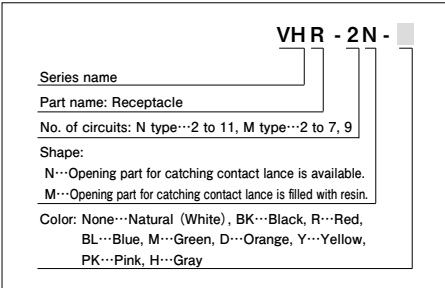 VHR-2N-
Series name
Part name: Receptacle
No. of circuits: N type⋯2 to 11, M type⋯2 to 7, 9
Shape:
N⋯Opening part for catching contact lance is available.
M⋯Opening part for catching contact lance is filled with resin.
Color: None⋯Natural (White), BK⋯Black, R⋯Red,
BL⋯Blue, M⋯Green, D⋯Orange, Y⋯Yellow,
PK⋯Pink, H⋯Gray